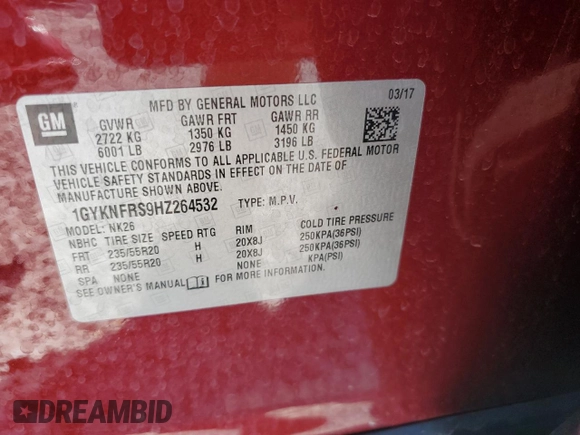 GM
MFD BY GENERAL MOTORS LLC 03/17
GVWR GAWR FRT GAWR RR
2722 KG 1350 KG 1450 KG
6001 LB 2976 LB 3196 LB
THIS VEHICLE CONFORMS TO ALL APPLICABLE U.S. FEDERAL MOTOR
VEHICLE SAFETY STANDARDS IN EFFECT ON THE DATE OF
MANUFACTURE SHOWN ABOVE.
1GYKNFRS9HZ264532 TYPE: M.P.V.
MODEL: NK26
NBHC TIRE SIZE SPEED RTG RIM COLD TIRE PRESSURE
FRT 235/55R20 H 20X8J 250KPA(36PSI)
RR 235/55R20 H 20X8J 250KPA(36PSI)
SPA NONE NONE KPA(PSI)
SEE OWNER'S MANUAL FOR MORE INFORMATION.
DREAMBID